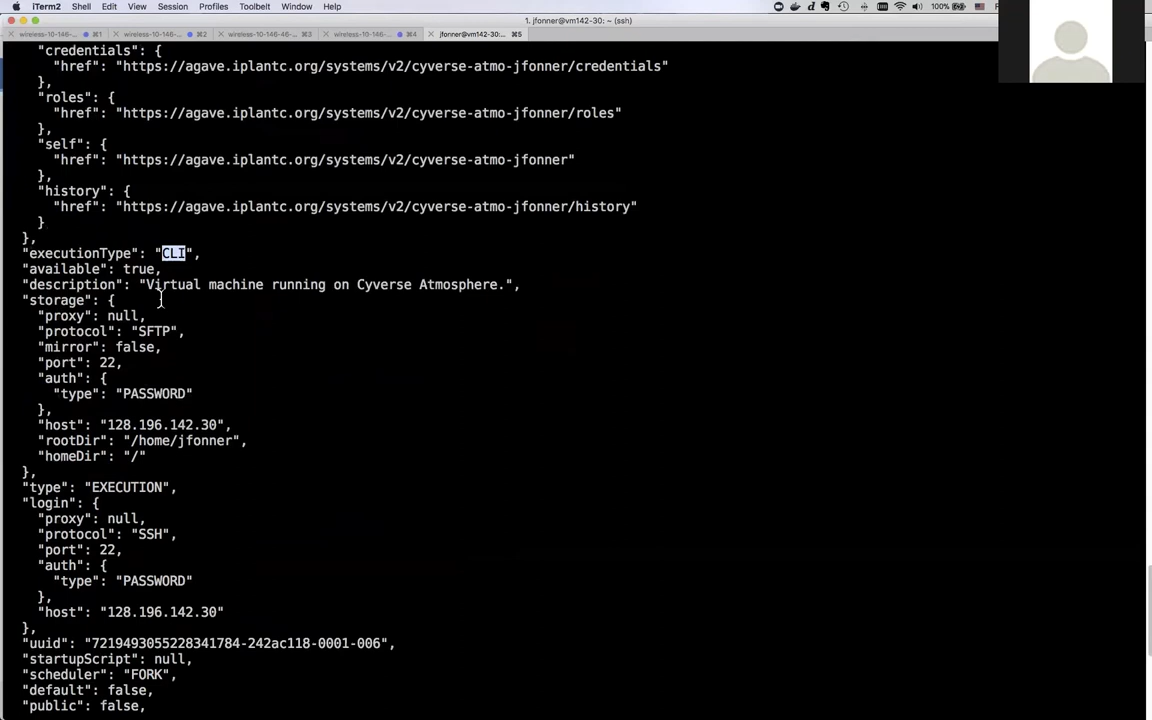 iTerm2 Shell Edit View Session Profiles Toolbelt Window Help 100%
1. jfonner@vm142-30: ~ (ssh)
wireless-10-146-... ⌘1 wireless-10-146-... ⌘2 wireless-10-146-46-... ⌘3 wireless-10-146-... ⌘4 jfonner@vm142-30:... ⌘5
"credentials": {
"href": "https://agave.iplantc.org/systems/v2/cyverse-atmo-jfonner/credentials"
},
"roles": {
"href": "https://agave.iplantc.org/systems/v2/cyverse-atmo-jfonner/roles"
},
"self": {
"href": "https://agave.iplantc.org/systems/v2/cyverse-atmo-jfonner"
},
"history": {
"href": "https://agave.iplantc.org/systems/v2/cyverse-atmo-jfonner/history"
}
},
"executionType": "CLI",
"available": true,
"description": "Virtual machine running on Cyverse Atmosphere.",
"storage": {
"proxy": null,
"protocol": "SFTP",
"mirror": false,
"port": 22,
"auth": {
"type": "PASSWORD"
},
"host": "128.196.142.30",
"rootDir": "/home/jfonner",
"homeDir": "/"
},
"type": "EXECUTION",
"login": {
"proxy": null,
"protocol": "SSH",
"port": 22,
"auth": {
"type": "PASSWORD"
},
"host": "128.196.142.30"
},
"uuid": "7219493055228341784-242ac118-0001-006",
"startupScript": null,
"scheduler": "FORK",
"default": false,
"public": false,